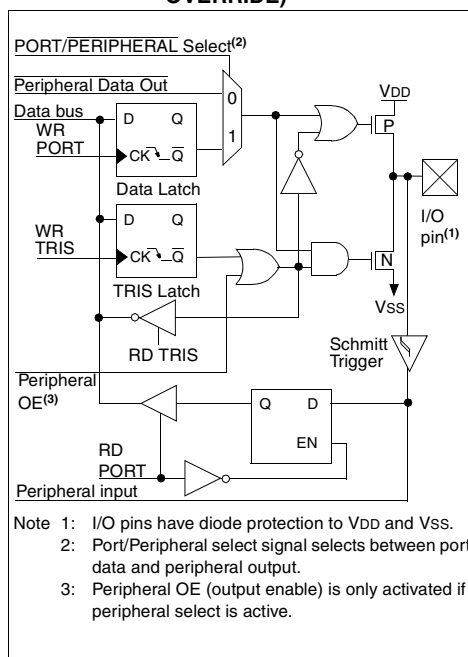 OVERRIDE)
PORT/PERIPHERAL Select(2)
Peripheral Data Out
Data bus
WR
PORT
D Q
CK Q
Data Latch
0
1
VDD
P
I/O
pin(1)
WR
TRIS
D Q
CK Q
TRIS Latch
N
VSS
RD TRIS
Schmitt
Trigger
Peripheral
OE(3)
Q D
EN
RD
PORT
Peripheral input
Note 1: I/O pins have diode protection to VDD and VSS.
2: Port/Peripheral select signal selects between port
data and peripheral output.
3: Peripheral OE (output enable) is only activated if
peripheral select is active.